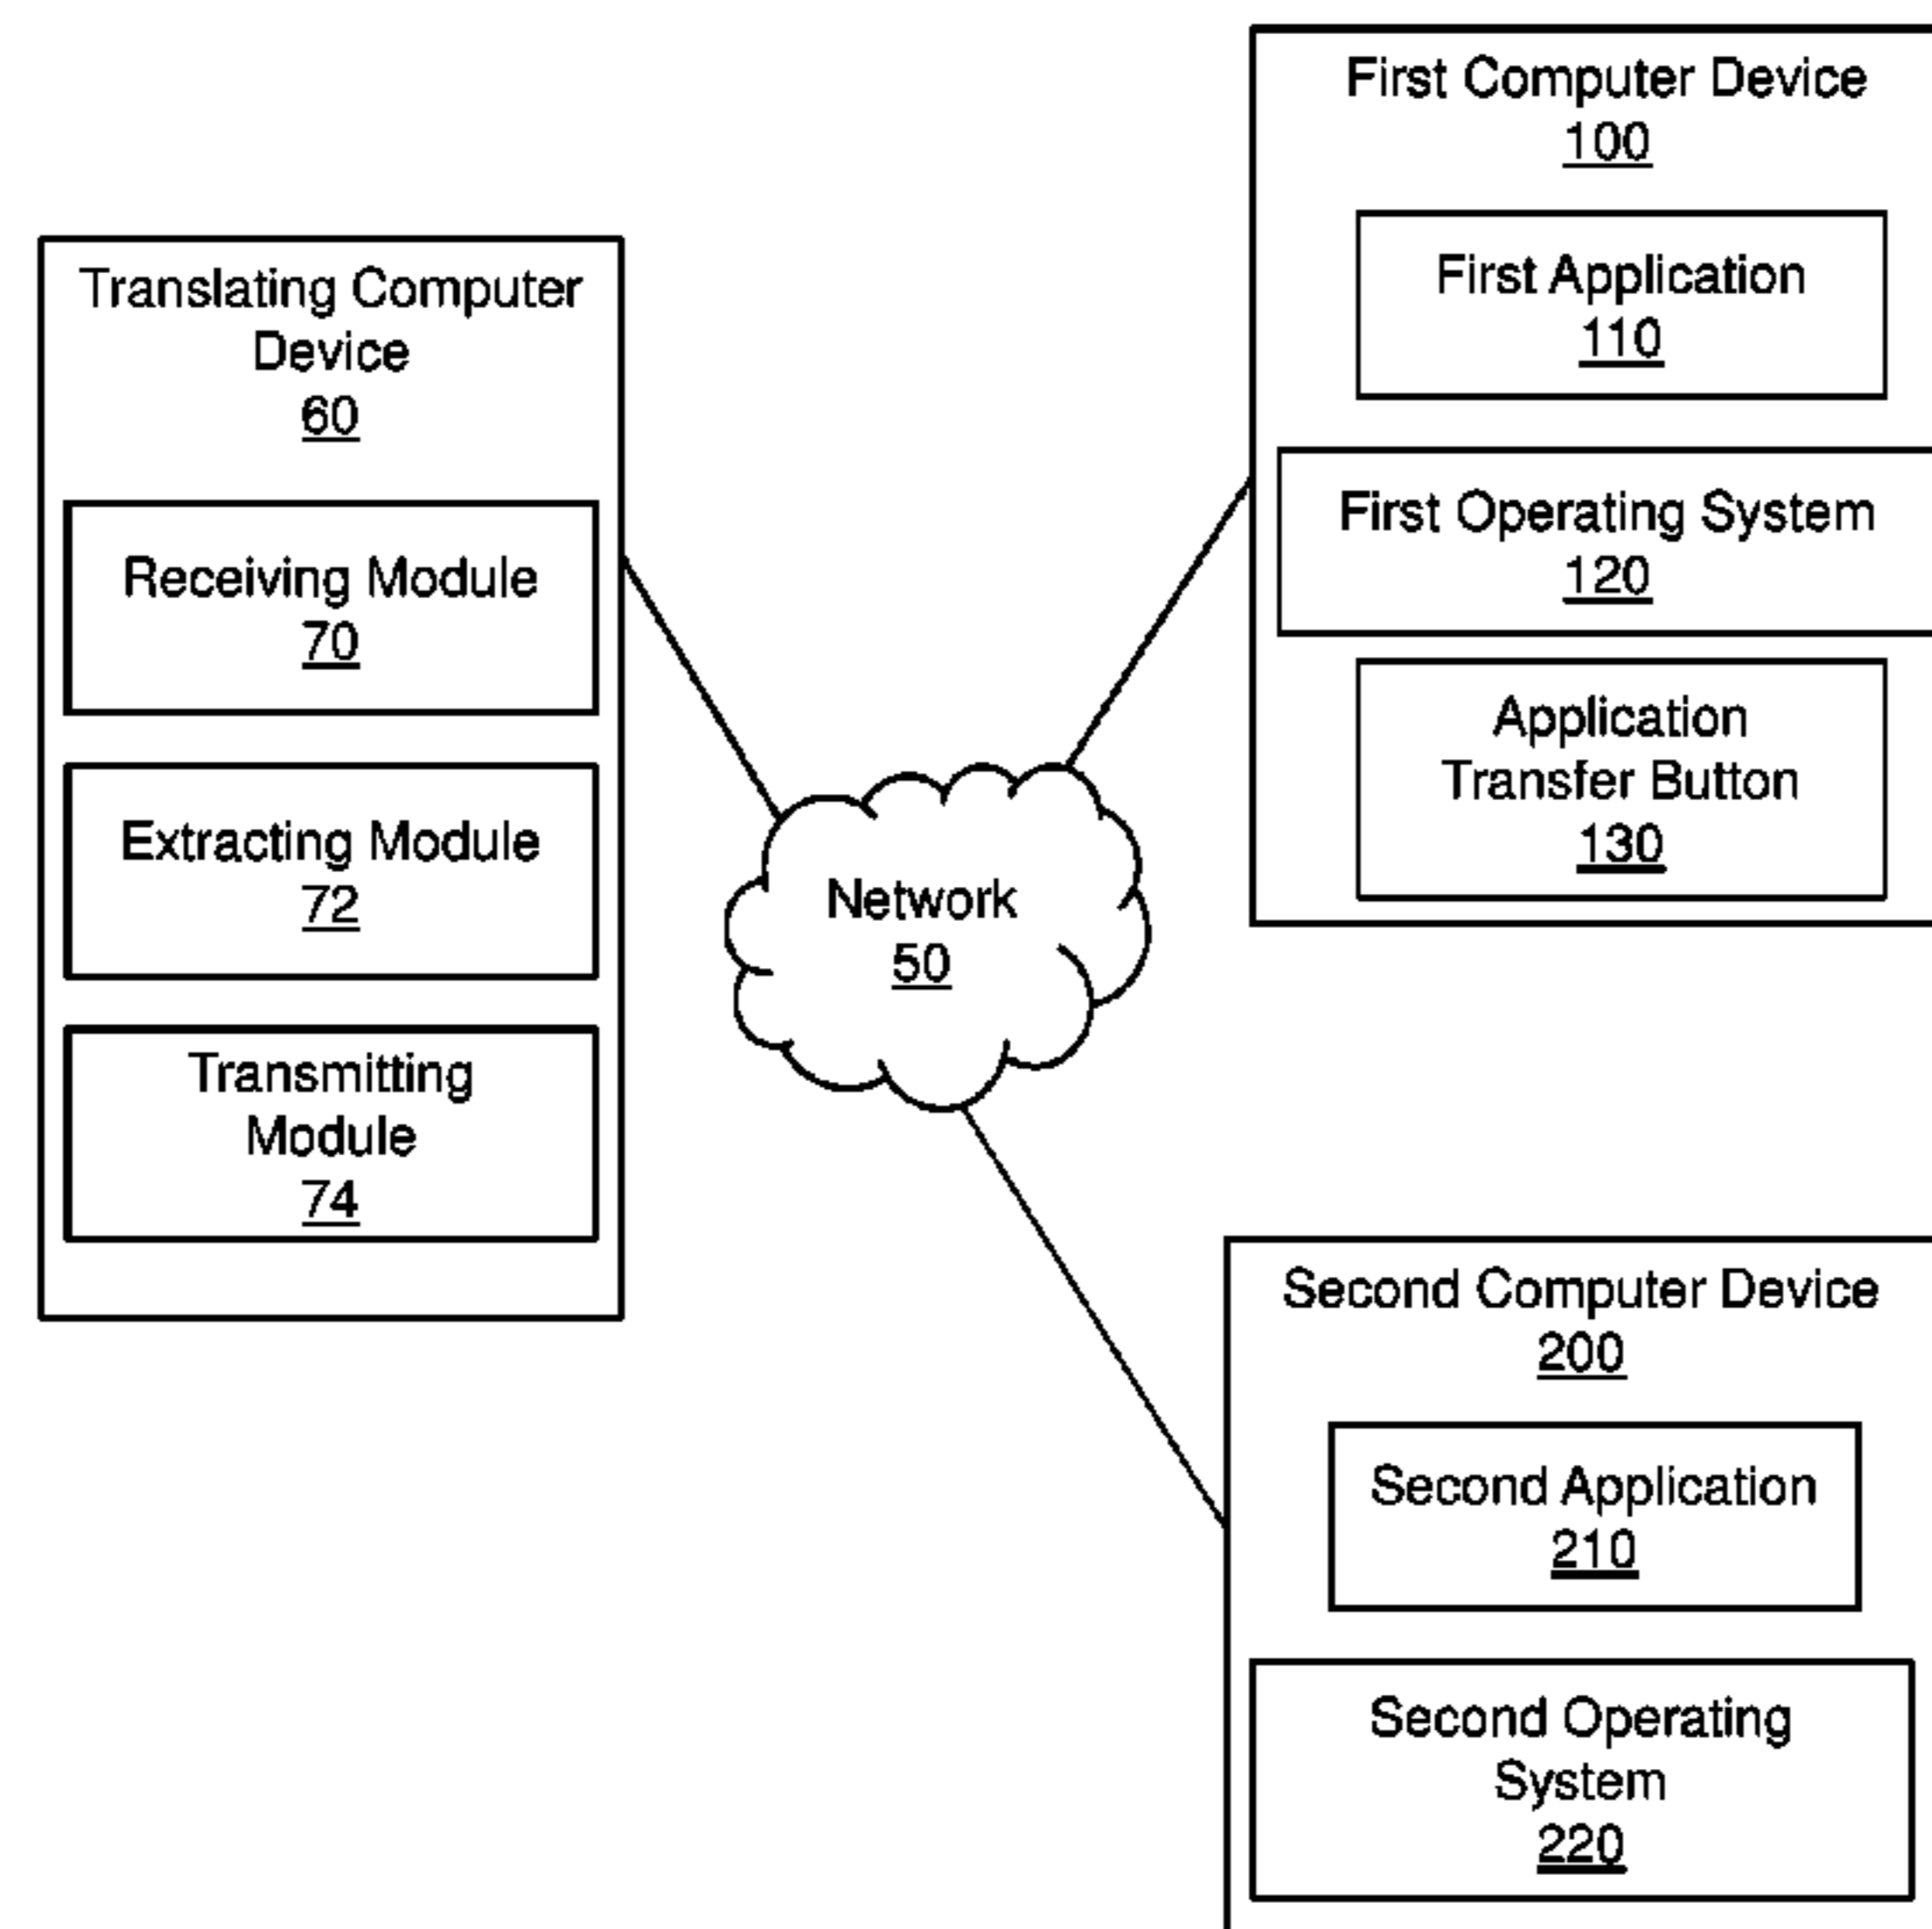 First Computer Device
100
First Application
110
First Operating System
120
Application
Transfer Button
130
Translating Computer
Device
60
Receiving Module
70
Extracting Module
72
Transmitting
Module
74
Network
50
Second Computer Device
200
Second Application
210
Second Operating
System
220